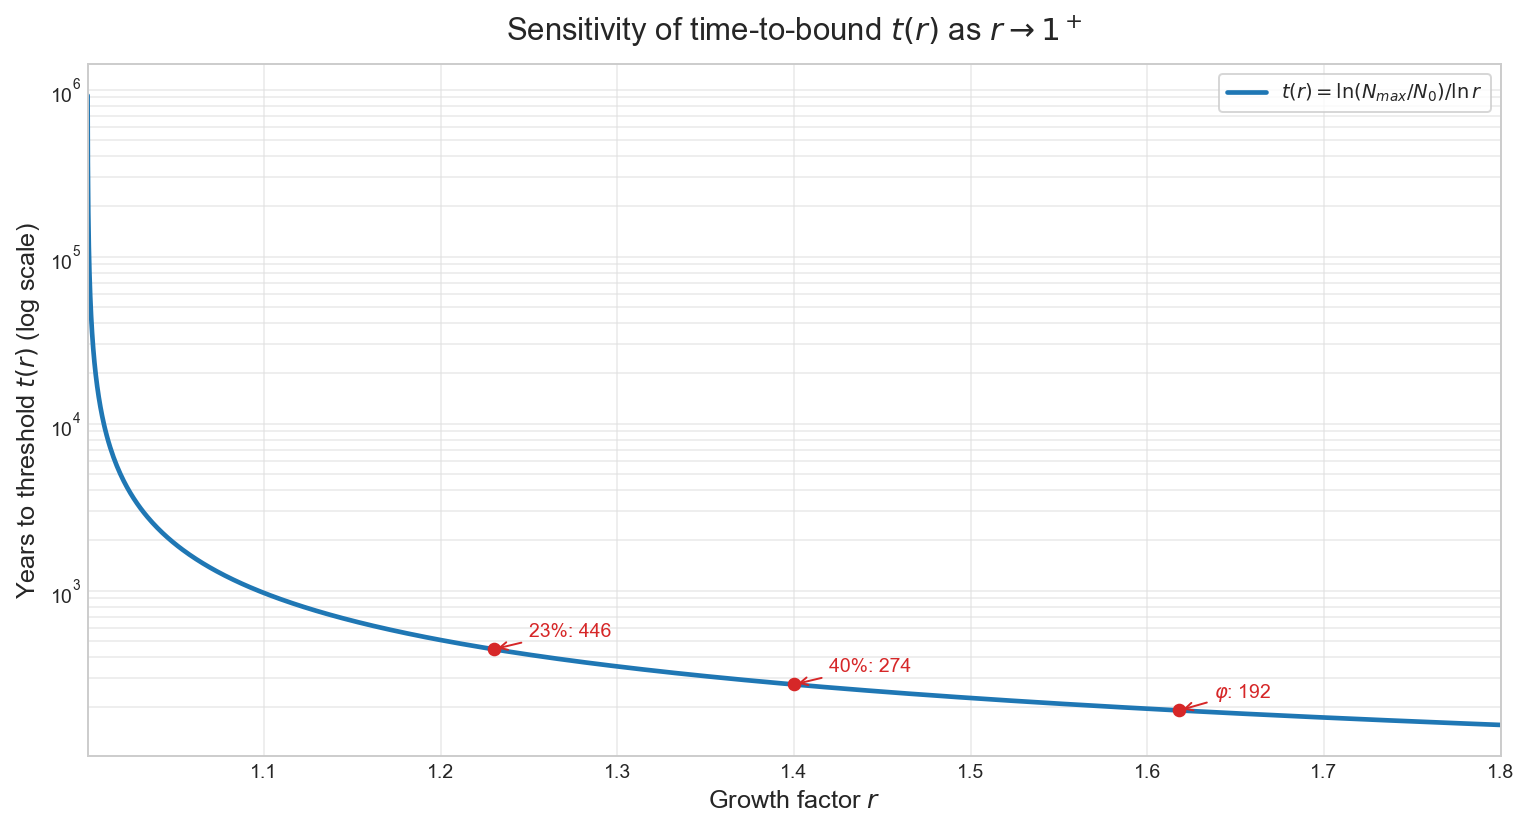 Sensitivity of time-to-bound t(r) as r → 1⁺
t(r) = ln(N_max/N_0)/ln r
Years to threshold t(r) (log scale)
10⁶
10⁵
10⁴
10³
23%: 446
40%: 274
φ: 192
1.1 1.2 1.3 1.4 1.5 1.6 1.7 1.8
Growth factor r